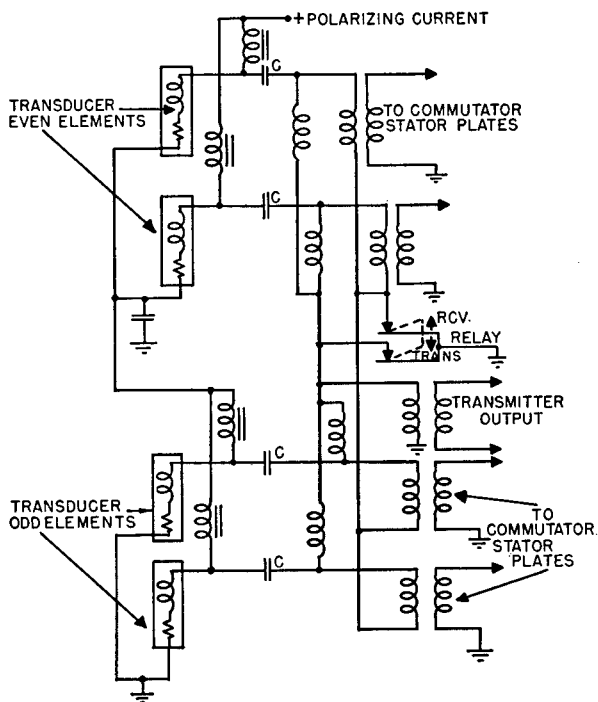 +POLARIZING CURRENT
C
TRANSDUCER
EVEN ELEMENTS
TO COMMUTATOR
STATOR PLATES
C
RCV.
RELAY
TRANS
TRANSMITTER
OUTPUT
C
TRANSDUCER
ODD ELEMENTS
TO
COMMUTATOR
STATOR
PLATES
C